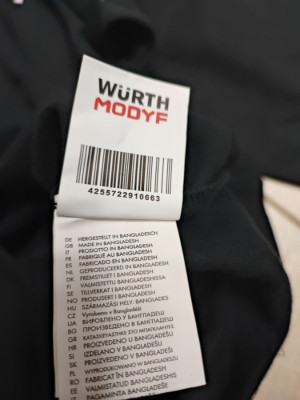 WÜRTH
MODYF
4255722910663
DE HERGESTELLT IN BANGLADESCH
GB MADE IN BANGLADESH
IT PRODOTTO IN BANGLADESH
FR FABRIQUÉ AU BANGLADESH
ES FABRICADO EN BANGLADESH
NL GEPRODUCEERD IN BANGLADESH
DK FREMSTILLET I BANGLADESH
FI VALMISTETTU BANGLADESHISSA
SE TILLVERKAT I BANGLADESH
NO PRODUSERT I BANGLADESH
HU SZÁRMAZÁSI HELY: BANGLADES
CZ Vyrobeno v Bangladéši
UA ВИРОБЛЕНО У БАНГЛАДЕШ
BG ПРОИЗВЕДЕНО В БАНГЛАДЕШ
GR ΚΑΤΑΣΚΕΥΑΣΤΗΚΕ ΣΤΟ ΜΠΑΓΚΛΑΝΤΕΣ
HR PROIZVEDENO U BANGLADEŠU
SI IZDELANO V BANGLADEŠU
SK PROIZVEDENO V BANGLADEŠI
PL WYPRODUKOWANO W BANGLADESZU
RO FABRICAT ÎN BANGLADESH
EE VALMISTATUD BANGLADESHIS
LT PAGAMINTA BANGLADEŠE